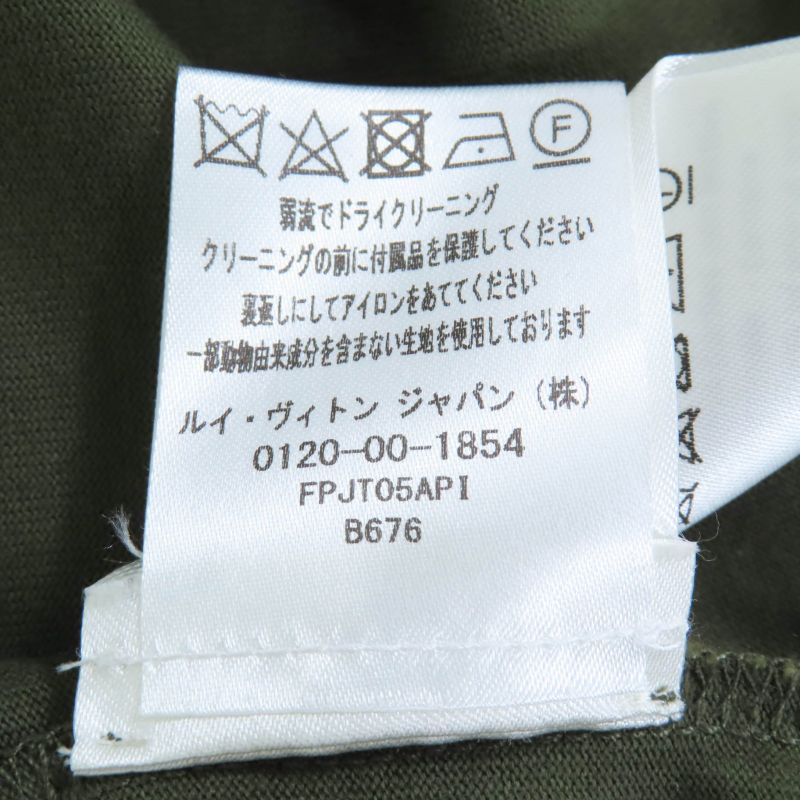 F
弱流でドライクリーニング
クリーニングの前に付属品を保護してください
裏返しにしてアイロンをあててください
一部動物由来成分を含まない生地を使用しております
ルイ・ヴィトン ジャパン(株)
0120-00-1854
FPJT05API
B676